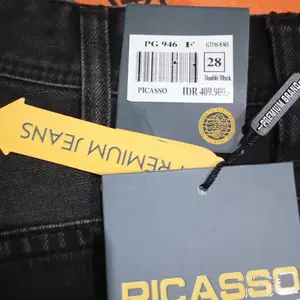 PG 946 F
28
Double Black
PICASSO
IDR 409.900,-
PREMIUM BRAND
PREMIUM JEANS
PICASSO